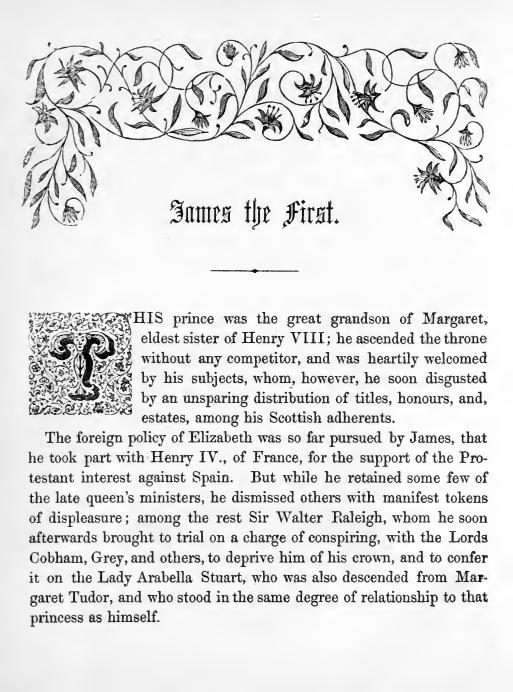 James the First.
THIS prince was the great grandson of Margaret,
eldest sister of Henry VIII; he ascended the throne
without any competitor, and was heartily welcomed
by his subjects, whom, however, he soon disgusted
by an unsparing distribution of titles, honours, and,
estates, among his Scottish adherents.
The foreign policy of Elizabeth was so far pursued by James, that
he took part with Henry IV., of France, for the support of the Pro-
testant interest against Spain. But while he retained some few of
the late queen's ministers, he dismissed others with manifest tokens
of displeasure; among the rest Sir Walter Raleigh, whom he soon
afterwards brought to trial on a charge of conspiring, with the Lords
Cobham, Grey, and others, to deprive him of his crown, and to confer
it on the Lady Arabella Stuart, who was also descended from Mar-
garet Tudor, and who stood in the same degree of relationship to that
princess as himself.